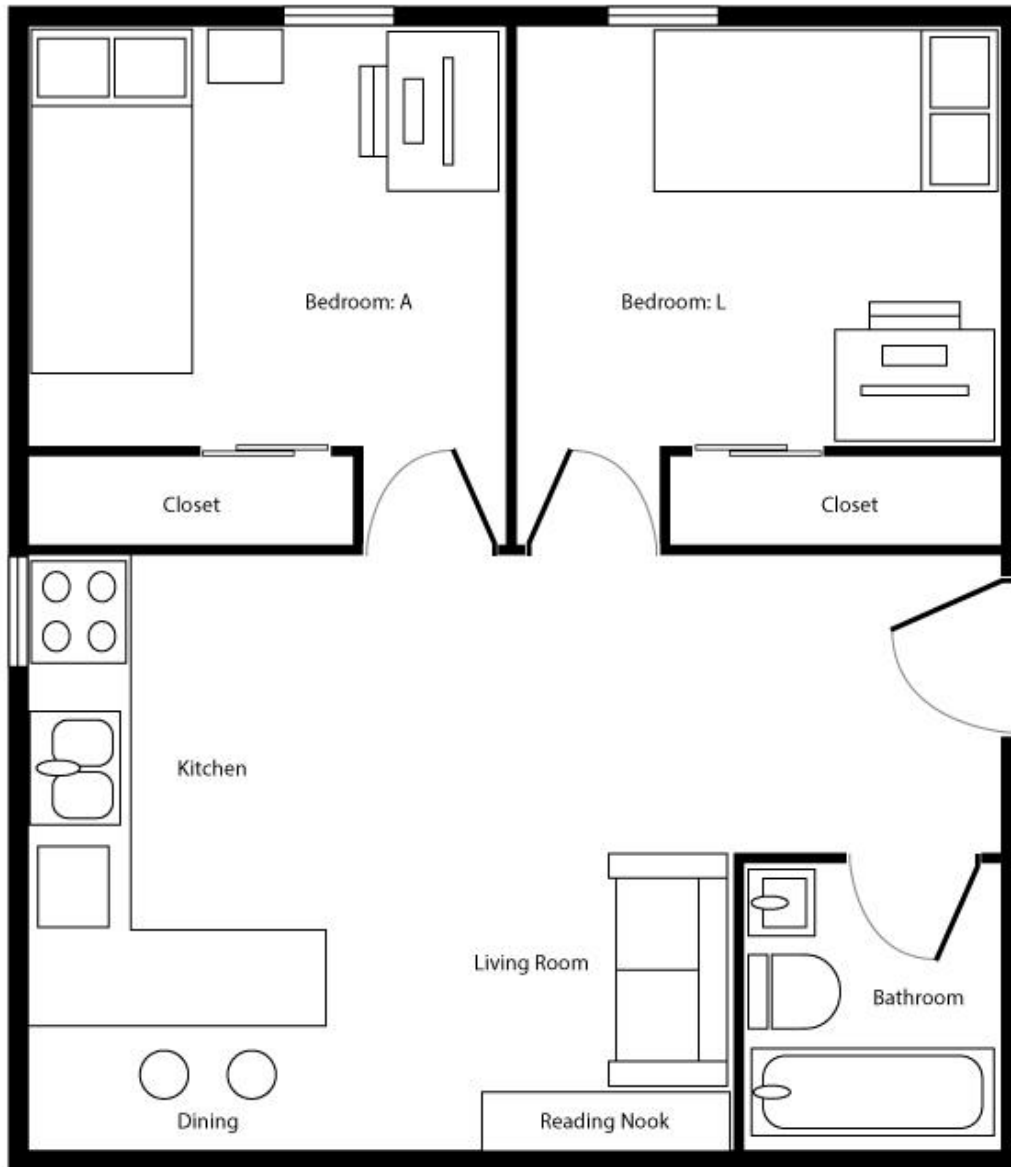 Bedroom: A
Bedroom: L
Closet
Closet
Kitchen
Living Room
Bathroom
Dining
Reading Nook